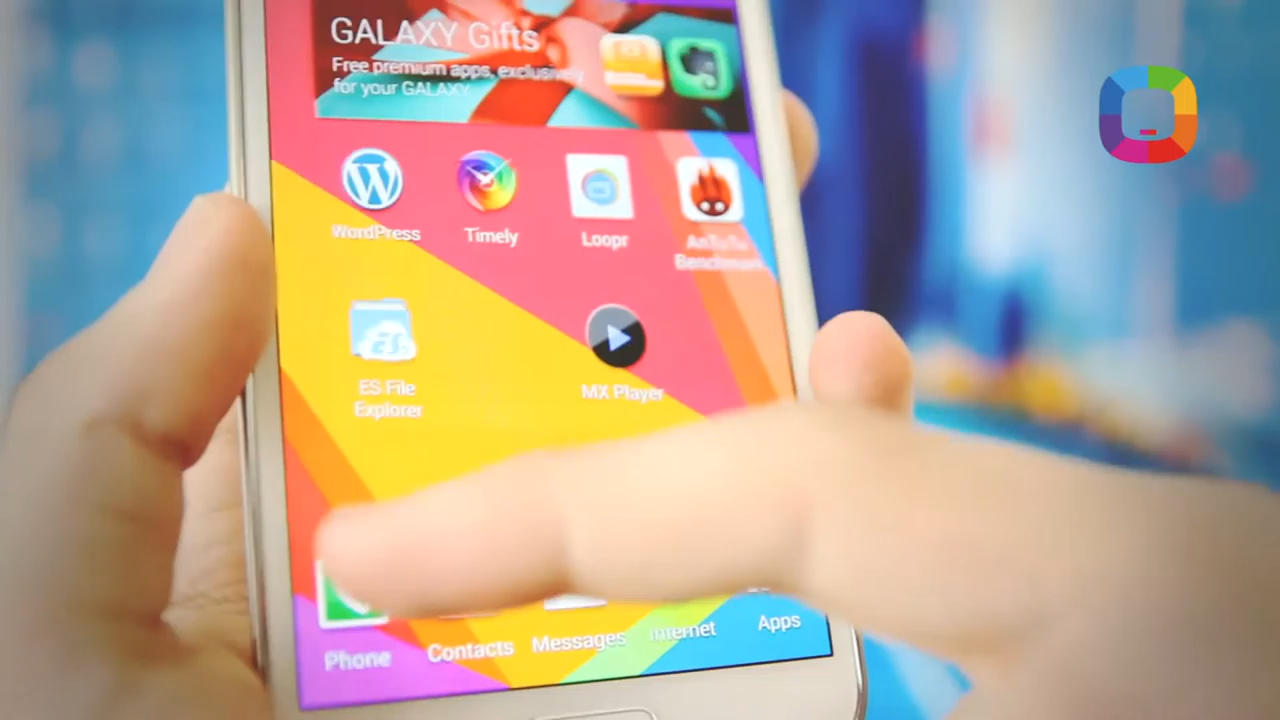 GALAXY Gifts
Free premium apps, exclusively
for your GALAXY
WordPress
Timely
Loopr
AnTuTu
Benchmark
ES
ES File
Explorer
MX Player
Phone
Contacts
Messages
Internet
Apps